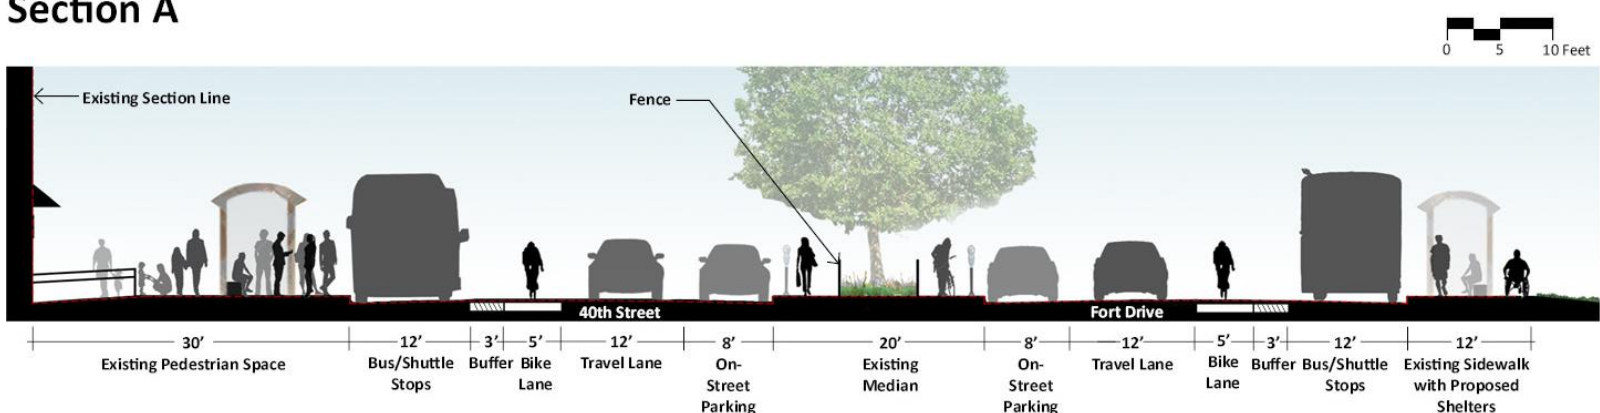 Section A
0 5 10 Feet
Existing Section Line
Fence
40th Street
Fort Drive
30’ 12’ 3’ 5’ 12’ 8’ 20’ 8’ 12’ 5’ 3’ 12’ 12’
Existing Pedestrian Space
Bus/Shuttle
Stops
Buffer
Bike
Lane
Travel Lane
On-
Street
Parking
Existing
Median
On-
Street
Parking
Travel Lane
Bike
Lane
Buffer
Bus/Shuttle
Stops
Existing Sidewalk
with Proposed
Shelters